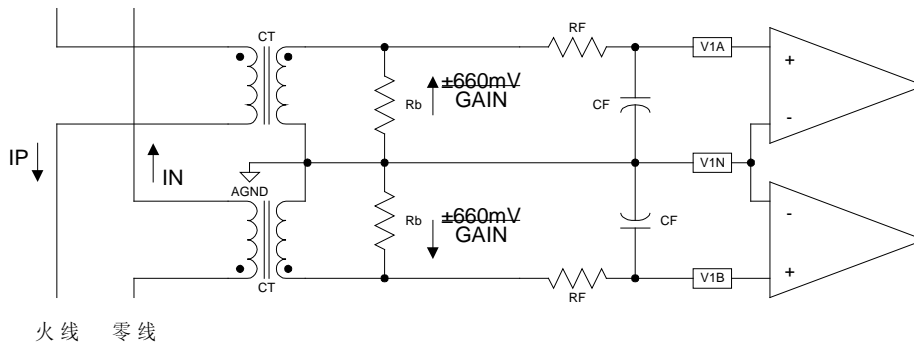 CT
RF
V1A
+
±660mV
GAIN
Rb
CF
-
IP
IN
V1N
AGND
±660mV
GAIN
Rb
CF
-
+
CT
RF
V1B
火线 零线